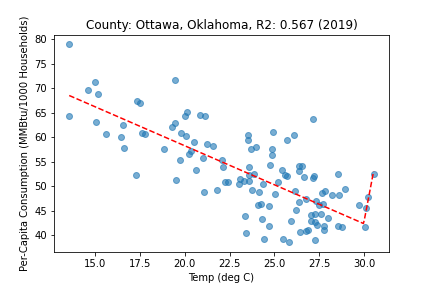 County: Ottawa, Oklahoma, R2: 0.567 (2019)
Per-Capita Consumption (MMBtu/1000 Households)
80
75
70
65
60
55
50
45
40
15.0 17.5 20.0 22.5 25.0 27.5 30.0
Temp (deg C)